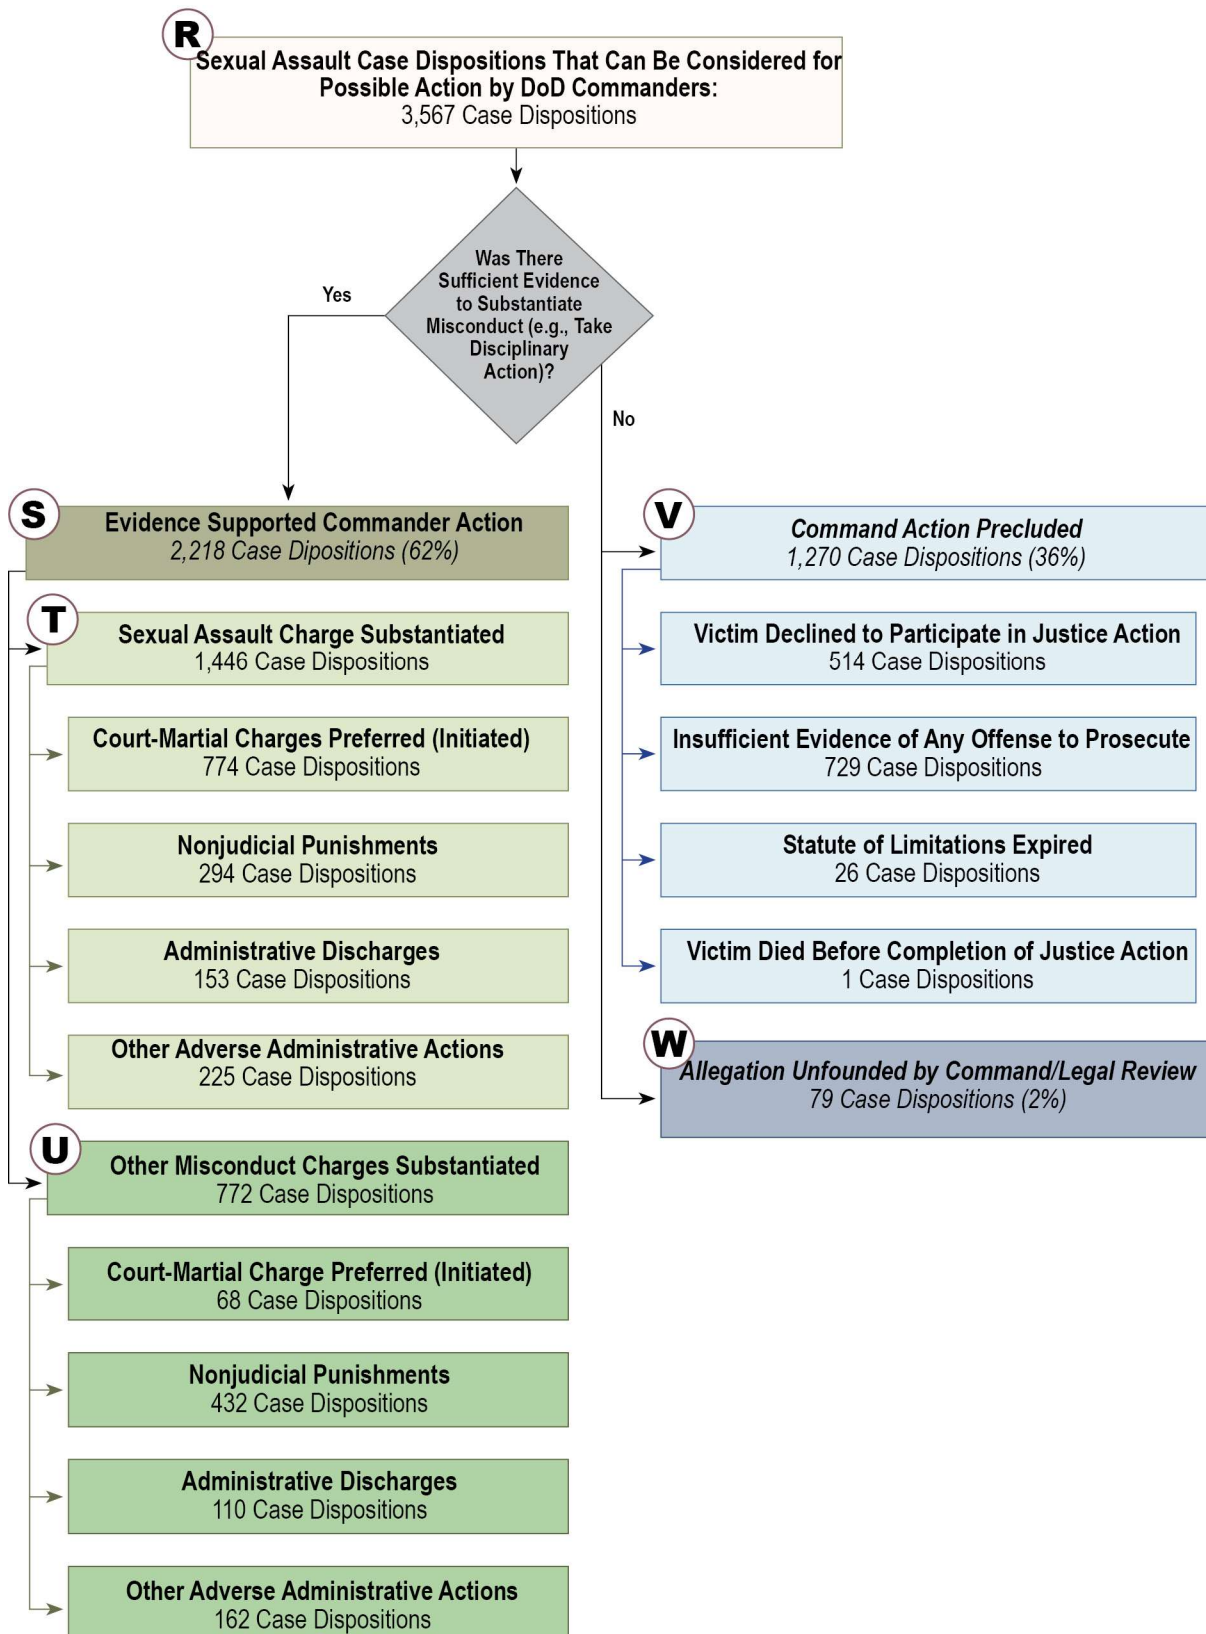 R
Sexual Assault Case Dispositions That Can Be Considered for
Possible Action by DoD Commanders:
3,567 Case Dispositions
Was There
Sufficient Evidence
to Substantiate
Misconduct (e.g., Take
Disciplinary
Action)?
Yes
No
S
Evidence Supported Commander Action
2,218 Case Dipositions (62%)
T
Sexual Assault Charge Substantiated
1,446 Case Dispositions
Court-Martial Charges Preferred (Initiated)
774 Case Dispositions
Nonjudicial Punishments
294 Case Dispositions
Administrative Discharges
153 Case Dispositions
Other Adverse Administrative Actions
225 Case Dispositions
U
Other Misconduct Charges Substantiated
772 Case Dispositions
Court-Martial Charge Preferred (Initiated)
68 Case Dispositions
Nonjudicial Punishments
432 Case Dispositions
Administrative Discharges
110 Case Dispositions
Other Adverse Administrative Actions
162 Case Dispositions
V
Command Action Precluded
1,270 Case Dispositions (36%)
Victim Declined to Participate in Justice Action
514 Case Dispositions
Insufficient Evidence of Any Offense to Prosecute
729 Case Dispositions
Statute of Limitations Expired
26 Case Dispositions
Victim Died Before Completion of Justice Action
1 Case Dispositions
W
Allegation Unfounded by Command/Legal Review
79 Case Dispositions (2%)